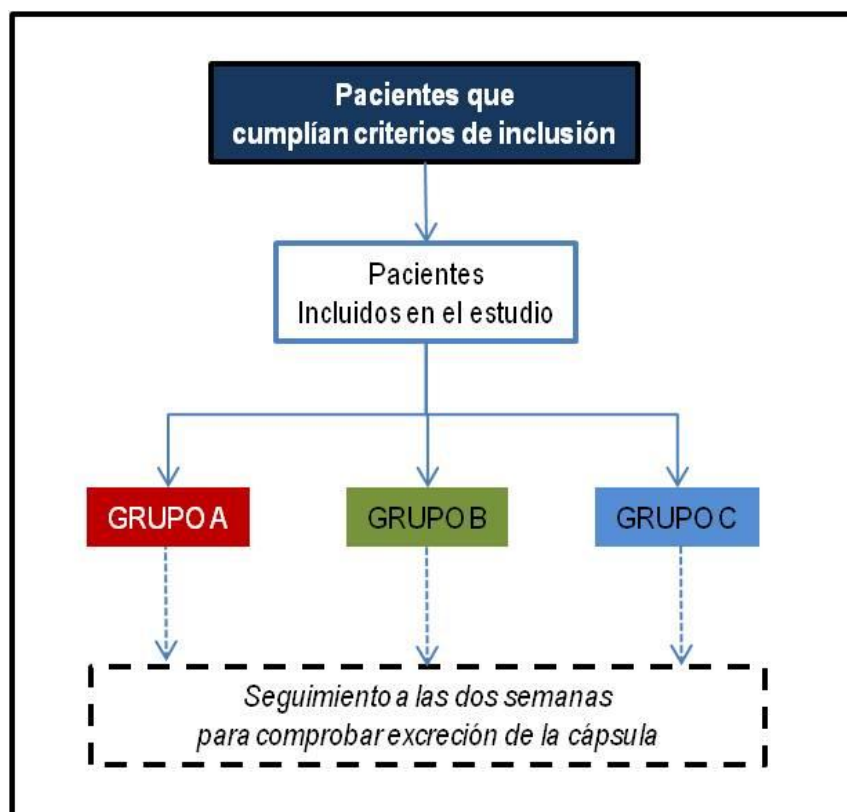 Pacientes que
cumplían criterios de inclusión
Pacientes
Incluidos en el estudio
GRUPO A
GRUPO B
GRUPO C
Seguimiento a las dos semanas
para comprobar excreción de la cápsula